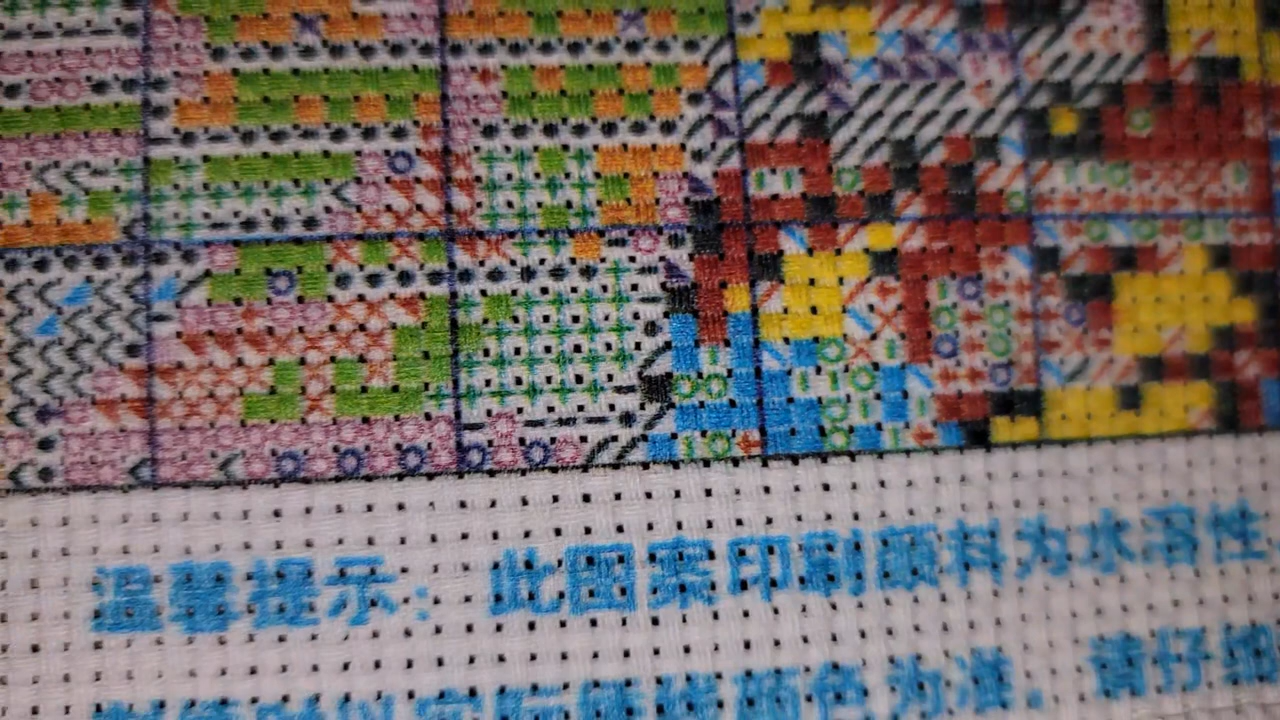 温馨提示：此图案印刷颜料为水溶性
以实际绣线颜色为准。请仔细